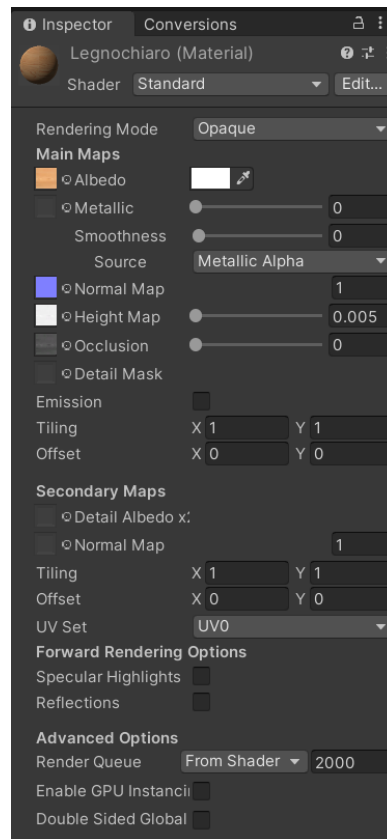 Inspector Conversions
Legnochiaro (Material)
Shader Standard Edit...
Rendering Mode Opaque
Main Maps
Albedo
Metallic 0
Smoothness 0
Source Metallic Alpha
Normal Map 1
Height Map 0.005
Occlusion 0
Detail Mask
Emission
Tiling X 1 Y 1
Offset X 0 Y 0
Secondary Maps
Detail Albedo x2
Normal Map 1
Tiling X 1 Y 1
Offset X 0 Y 0
UV Set UV0
Forward Rendering Options
Specular Highlights
Reflections
Advanced Options
Render Queue From Shader 2000
Enable GPU Instanci
Double Sided Global